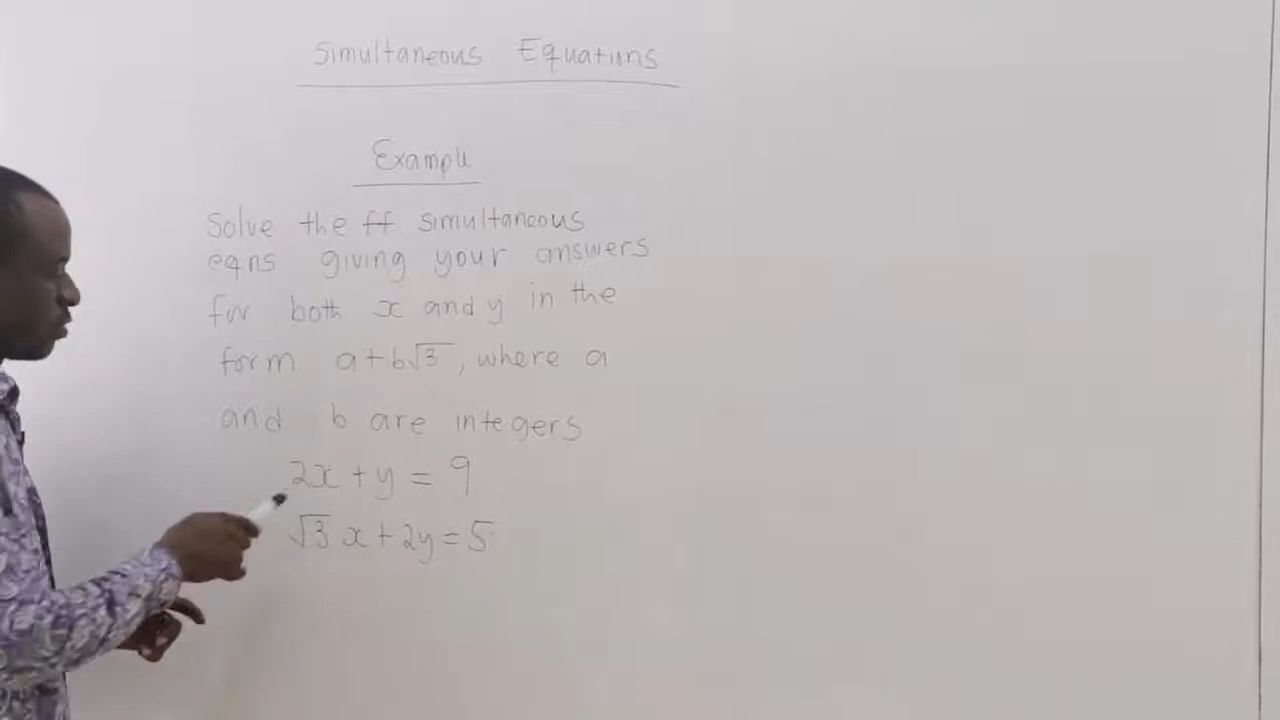 Simultaneous Equations
Example
Solve the ff simultaneous
eqns giving your answers
for both x and y in the
form a+b√3, where a
and b are integers
2x + y = 9
√3 x + 2y = 5